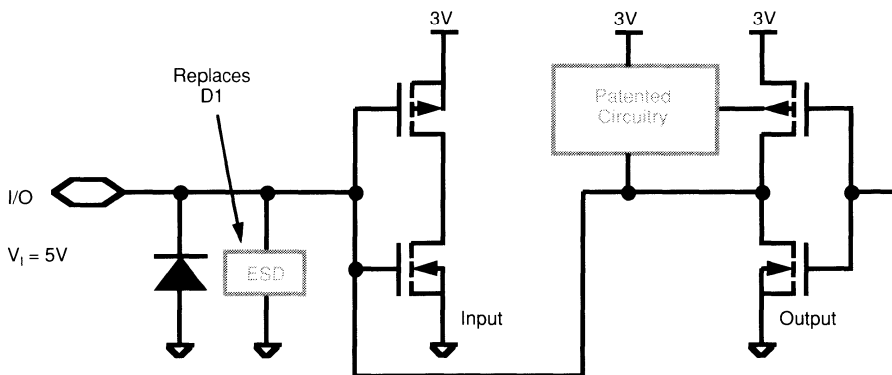 3V
3V
3V
Replaces
D1
Patented
Circuitry
I/O
V_I = 5V
ESD
Input
Output